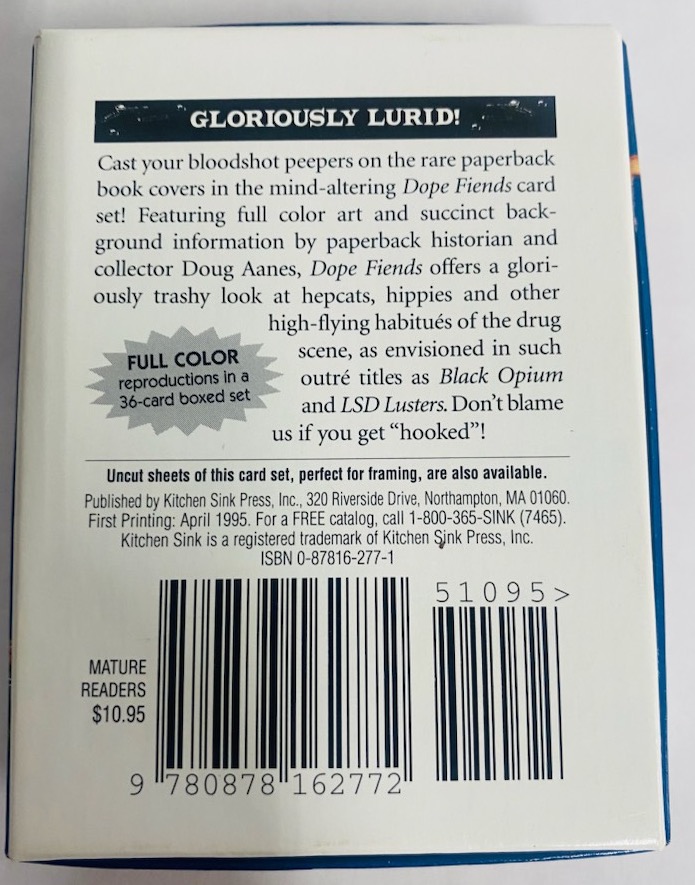 GLORIOUSLY LURID!
Cast your bloodshot peepers on the rare paperback
book covers in the mind-altering Dope Fiends card
set! Featuring full color art and succinct back-
ground information by paperback historian and
collector Doug Aanes, Dope Fiends offers a glori-
ously trashy look at hepcats, hippies and other
high-flying habitués of the drug
scene, as envisioned in such
outré titles as Black Opium
and LSD Lusters. Don't blame
us if you get "hooked"!
FULL COLOR
reproductions in a
36-card boxed set
Uncut sheets of this card set, perfect for framing, are also available.
Published by Kitchen Sink Press, Inc., 320 Riverside Drive, Northampton, MA 01060.
First Printing: April 1995. For a FREE catalog, call 1-800-365-SINK (7465).
Kitchen Sink is a registered trademark of Kitchen Sink Press, Inc.
ISBN 0-87816-277-1
51095>
MATURE
READERS
$10.95
9 780878 162772